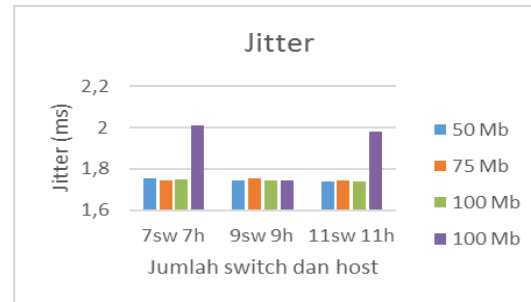 Jitter
2,2
2
1,8
1,6
Jitter (ms)
7sw 7h 9sw 9h 11sw 11h
Jumlah switch dan host
50 Mb
75 Mb
100 Mb
100 Mb